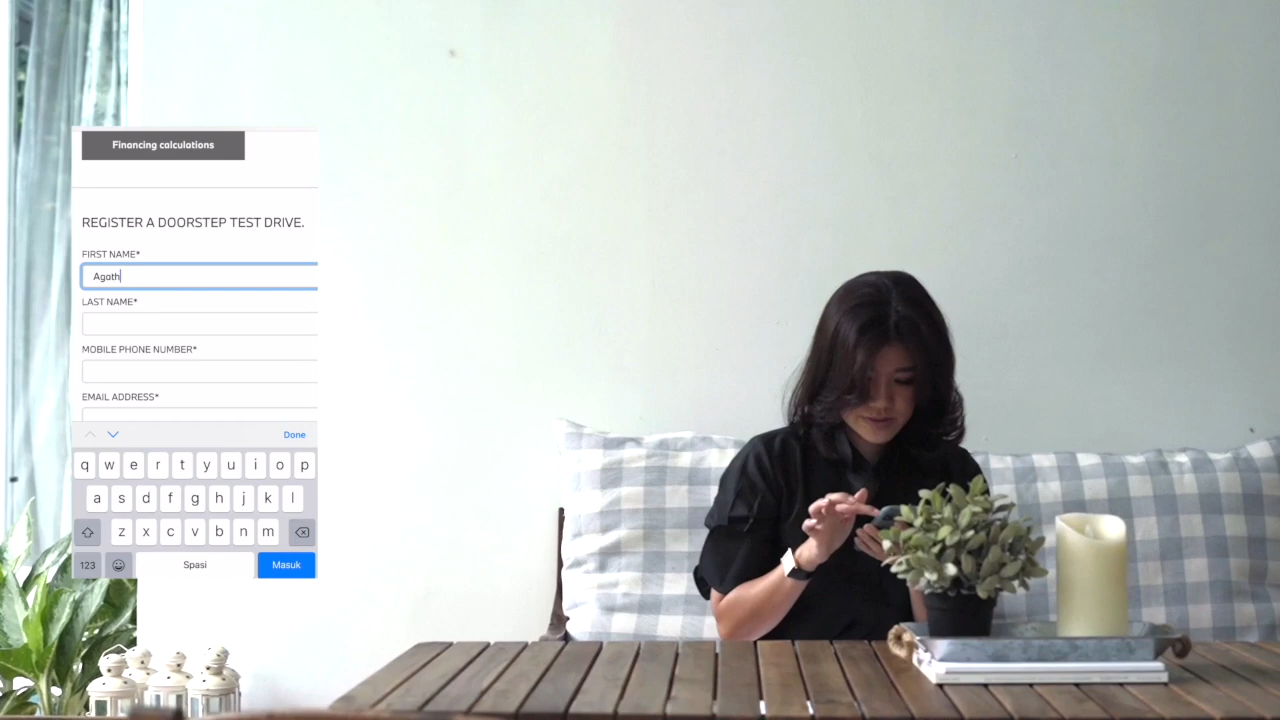 Financing calculations
REGISTER A DOORSTEP TEST DRIVE.
FIRST NAME*
Agath
LAST NAME*
MOBILE PHONE NUMBER*
EMAIL ADDRESS*
Done
q w e r t y u i o p
a s d f g h j k l
z x c v b n m
123 Spasi Masuk